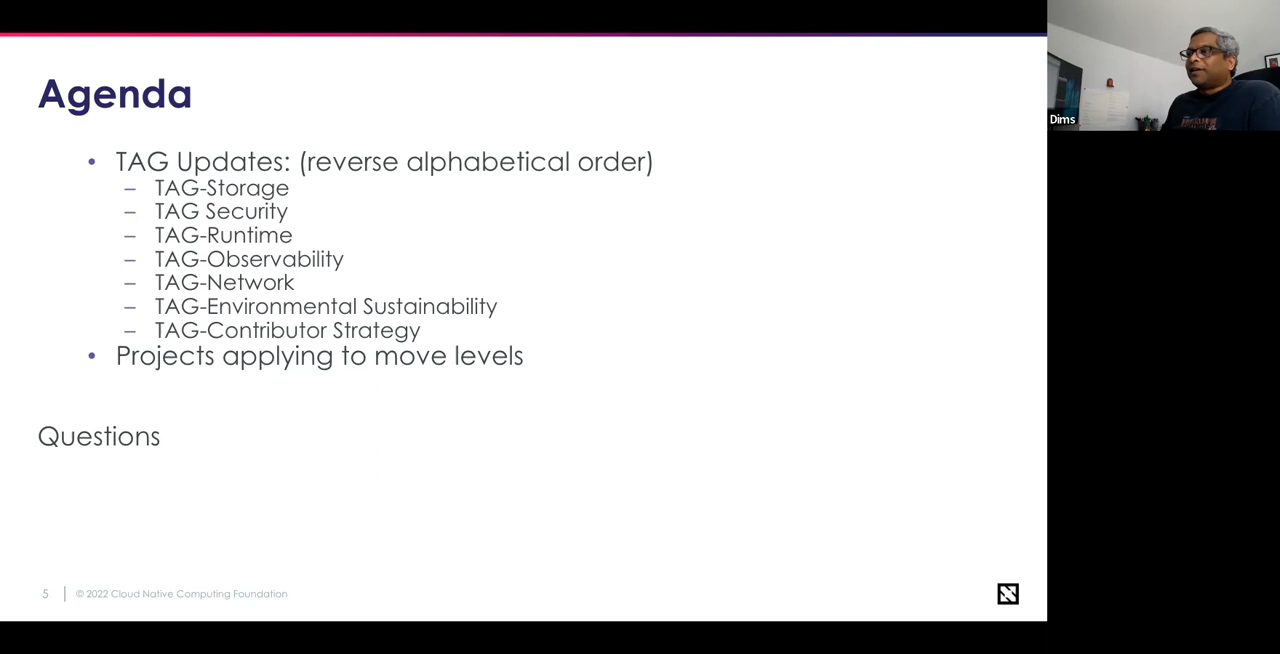 Agenda
• TAG Updates: (reverse alphabetical order)
– TAG-Storage
– TAG Security
– TAG-Runtime
– TAG-Observability
– TAG-Network
– TAG-Environmental Sustainability
– TAG-Contributor Strategy
• Projects applying to move levels
Questions
5
© 2022 Cloud Native Computing Foundation
Dims